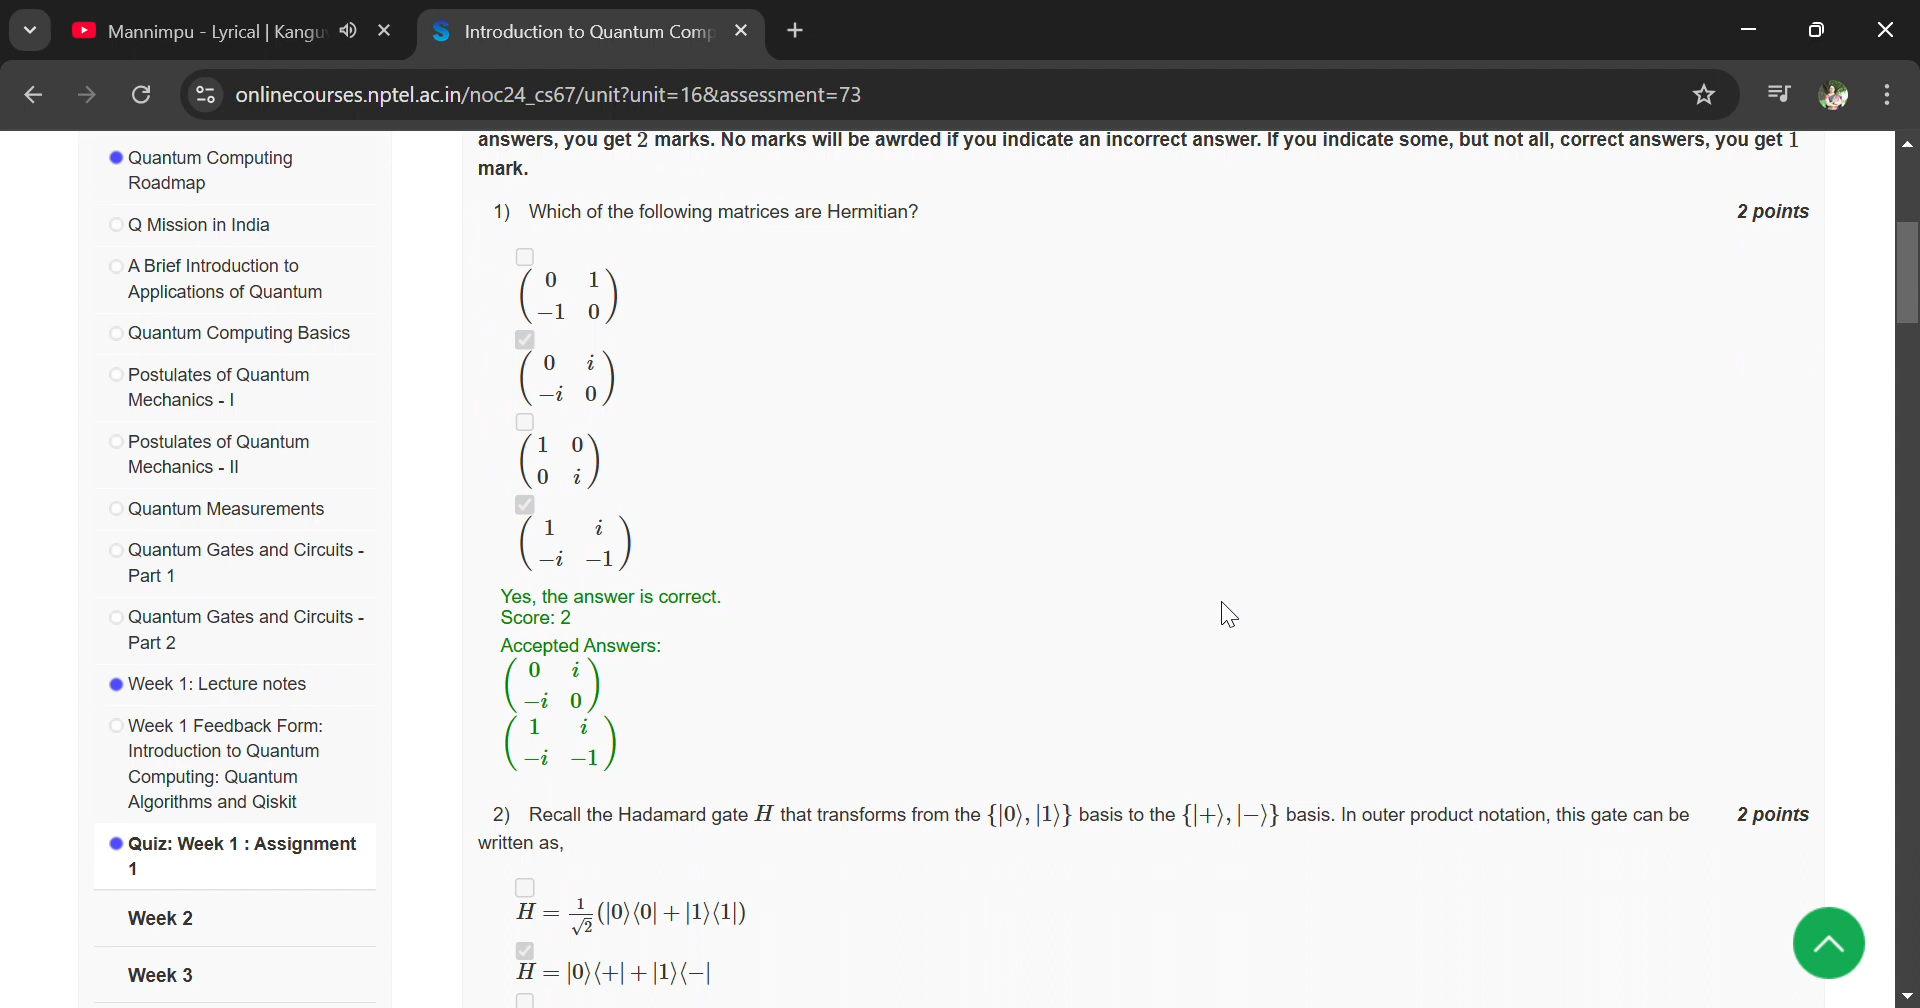 Mannimpu - Lyrical | Kangu
Introduction to Quantum Comp
onlinecourses.nptel.ac.in/noc24_cs67/unit?unit=16&assessment=73
Quantum Computing
Roadmap
Q Mission in India
A Brief Introduction to
Applications of Quantum
Quantum Computing Basics
Postulates of Quantum
Mechanics - I
Postulates of Quantum
Mechanics - II
Quantum Measurements
Quantum Gates and Circuits -
Part 1
Quantum Gates and Circuits -
Part 2
Week 1: Lecture notes
Week 1 Feedback Form:
Introduction to Quantum
Computing: Quantum
Algorithms and Qiskit
Quiz: Week 1 : Assignment
1
Week 2
Week 3
answers, you get 2 marks. No marks will be awrded if you indicate an incorrect answer. If you indicate some, but not all, correct answers, you get 1
mark.
1) Which of the following matrices are Hermitian? 2 points
( 0 1
−1 0 )
( 0 i
−i 0 )
( 1 0
0 i )
( 1 i
−i −1 )
Yes, the answer is correct.
Score: 2
Accepted Answers:
( 0 i
−i 0 )
( 1 i
−i −1 )
2) Recall the Hadamard gate H that transforms from the {|0⟩, |1⟩} basis to the {|+⟩, |−⟩} basis. In outer product notation, this gate can be 2 points
written as,
H = 1/√2 (|0⟩⟨0| + |1⟩⟨1|)
H = |0⟩⟨+| + |1⟩⟨−|